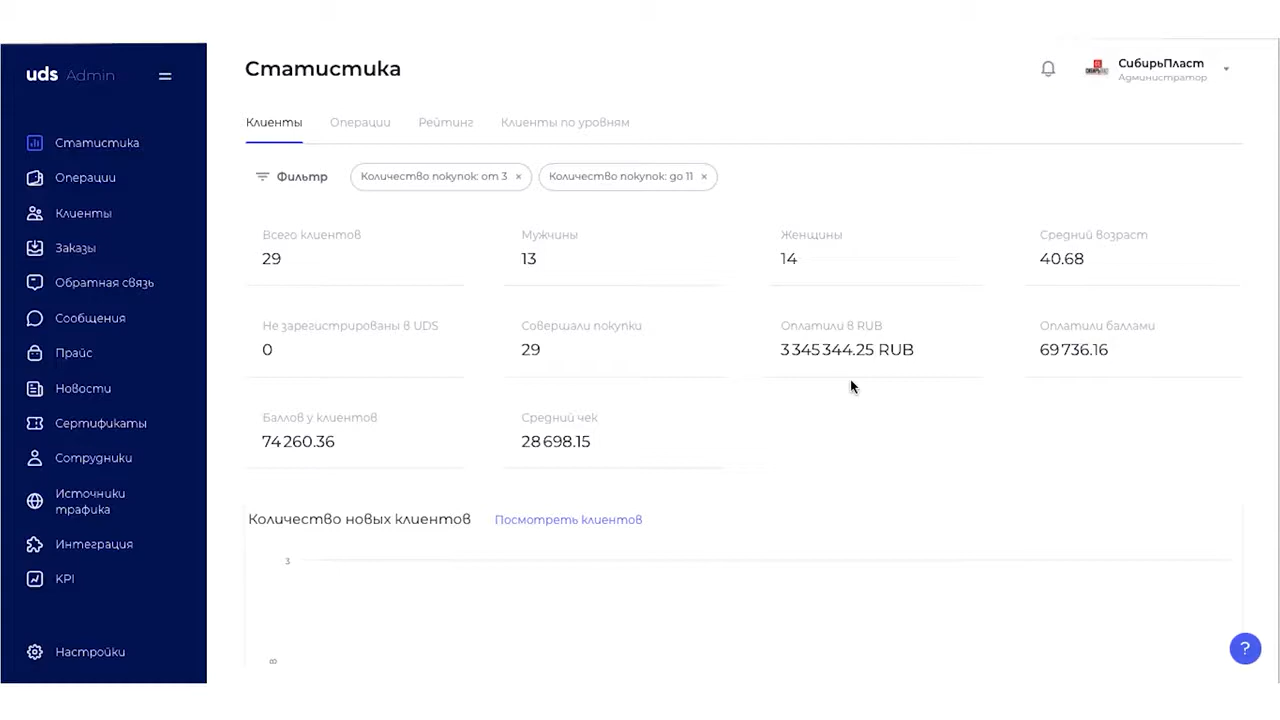 uds Admin
Статистика
Операции
Клиенты
Заказы
Обратная связь
Сообщения
Прайс
Новости
Сертификаты
Сотрудники
Источники
трафика
Интеграция
KPI
Настройки
Статистика
СибирьПласт
Администратор
Клиенты Операции Рейтинг Клиенты по уровням
Фильтр Количество покупок: от 3 × Количество покупок: до 11 ×
Всего клиентов Мужчины Женщины Средний возраст
29 13 14 40.68
Не зарегистрированы в UDS Совершали покупки Оплатили в RUB Оплатили баллами
0 29 3 345 344.25 RUB 69 736.16
Баллов у клиентов Средний чек
74 260.36 28 698.15
Количество новых клиентов Посмотреть клиентов
3
?